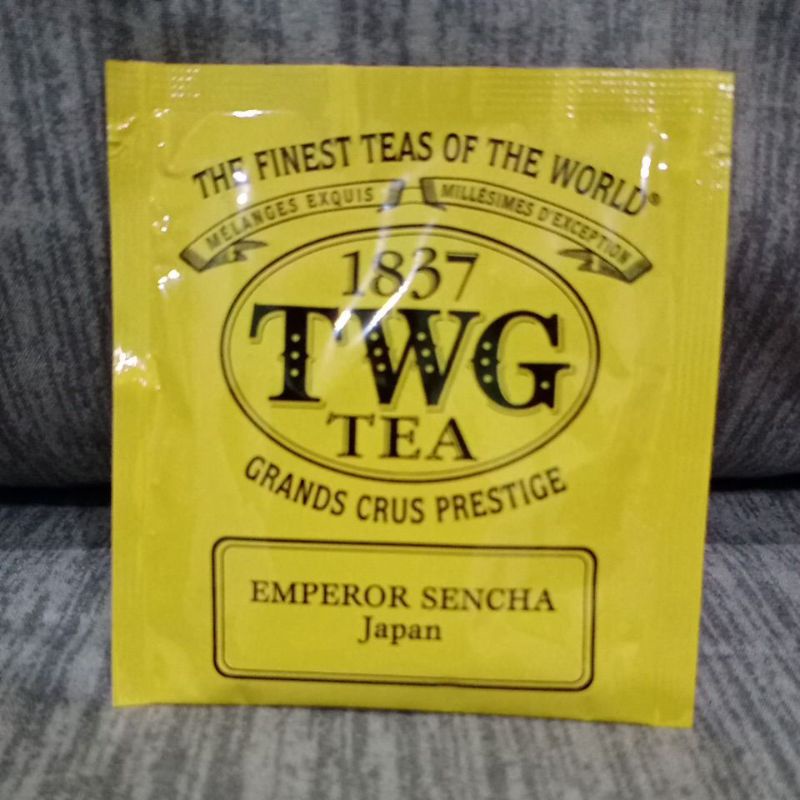 THE FINEST TEAS OF THE WORLD®
MÉLANGES EXQUIS MILLÉSIMES D'EXCEPTION
1837
TWG
TEA
GRANDS CRUS PRESTIGE
EMPEROR SENCHA
Japan